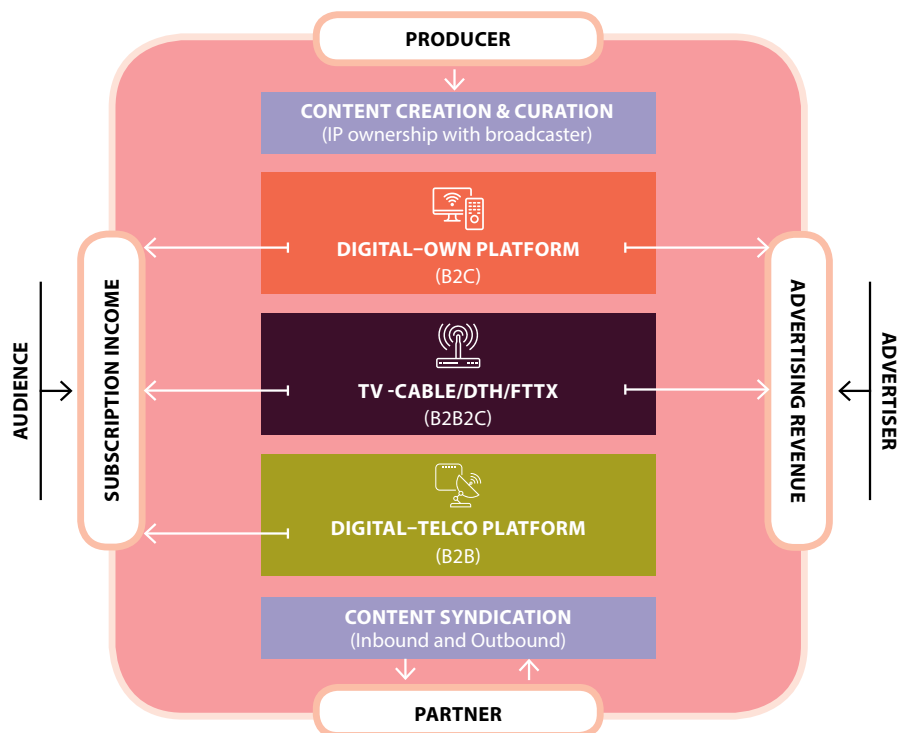 PRODUCER
CONTENT CREATION & CURATION
(IP ownership with broadcaster)
DIGITAL–OWN PLATFORM
(B2C)
TV -CABLE/DTH/FTTX
(B2B2C)
DIGITAL–TELCO PLATFORM
(B2B)
CONTENT SYNDICATION
(Inbound and Outbound)
PARTNER
AUDIENCE
SUBSCRIPTION INCOME
ADVERTISING REVENUE
ADVERTISER